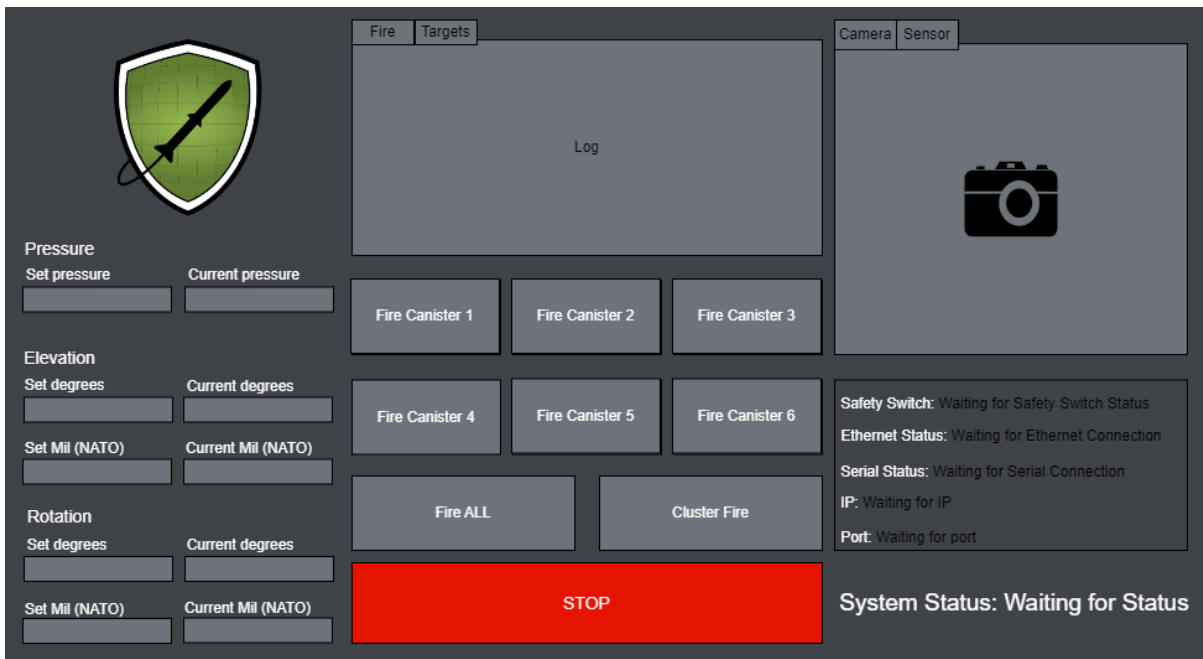 Pressure
Set pressure
Current pressure
Elevation
Set degrees
Current degrees
Set Mil (NATO)
Current Mil (NATO)
Rotation
Set degrees
Current degrees
Set Mil (NATO)
Current Mil (NATO)
Fire
Targets
Log
Fire Canister 1
Fire Canister 2
Fire Canister 3
Fire Canister 4
Fire Canister 5
Fire Canister 6
Fire ALL
Cluster Fire
STOP
Camera
Sensor
Safety Switch: Waiting for Safety Switch Status
Ethernet Status: Waiting for Ethernet Connection
Serial Status: Waiting for Serial Connection
IP: Waiting for IP
Port: Waiting for port
System Status: Waiting for Status